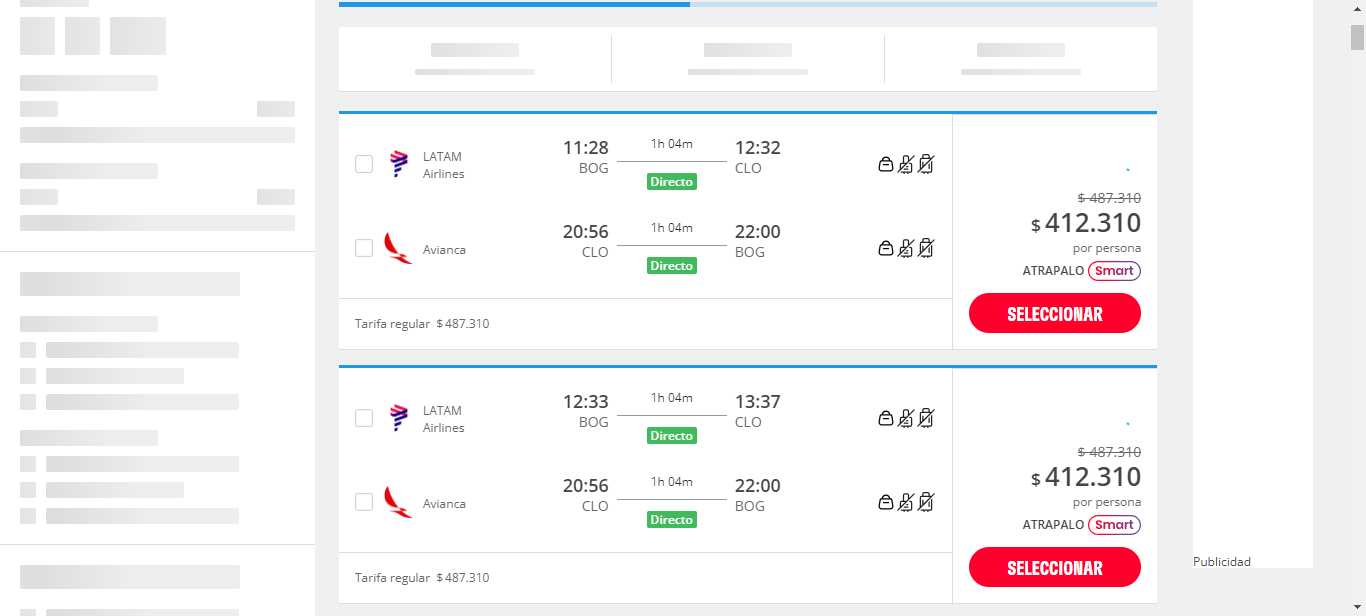 LATAM
Airlines
11:28
BOG
1h 04m
Directo
12:32
CLO
Avianca
20:56
CLO
1h 04m
Directo
22:00
BOG
Tarifa regular $ 487.310
$ 487.310
$ 412.310
por persona
ATRAPALO Smart
SELECCIONAR
LATAM
Airlines
12:33
BOG
1h 04m
Directo
13:37
CLO
Avianca
20:56
CLO
1h 04m
Directo
22:00
BOG
Tarifa regular $ 487.310
$ 487.310
$ 412.310
por persona
ATRAPALO Smart
SELECCIONAR
Publicidad